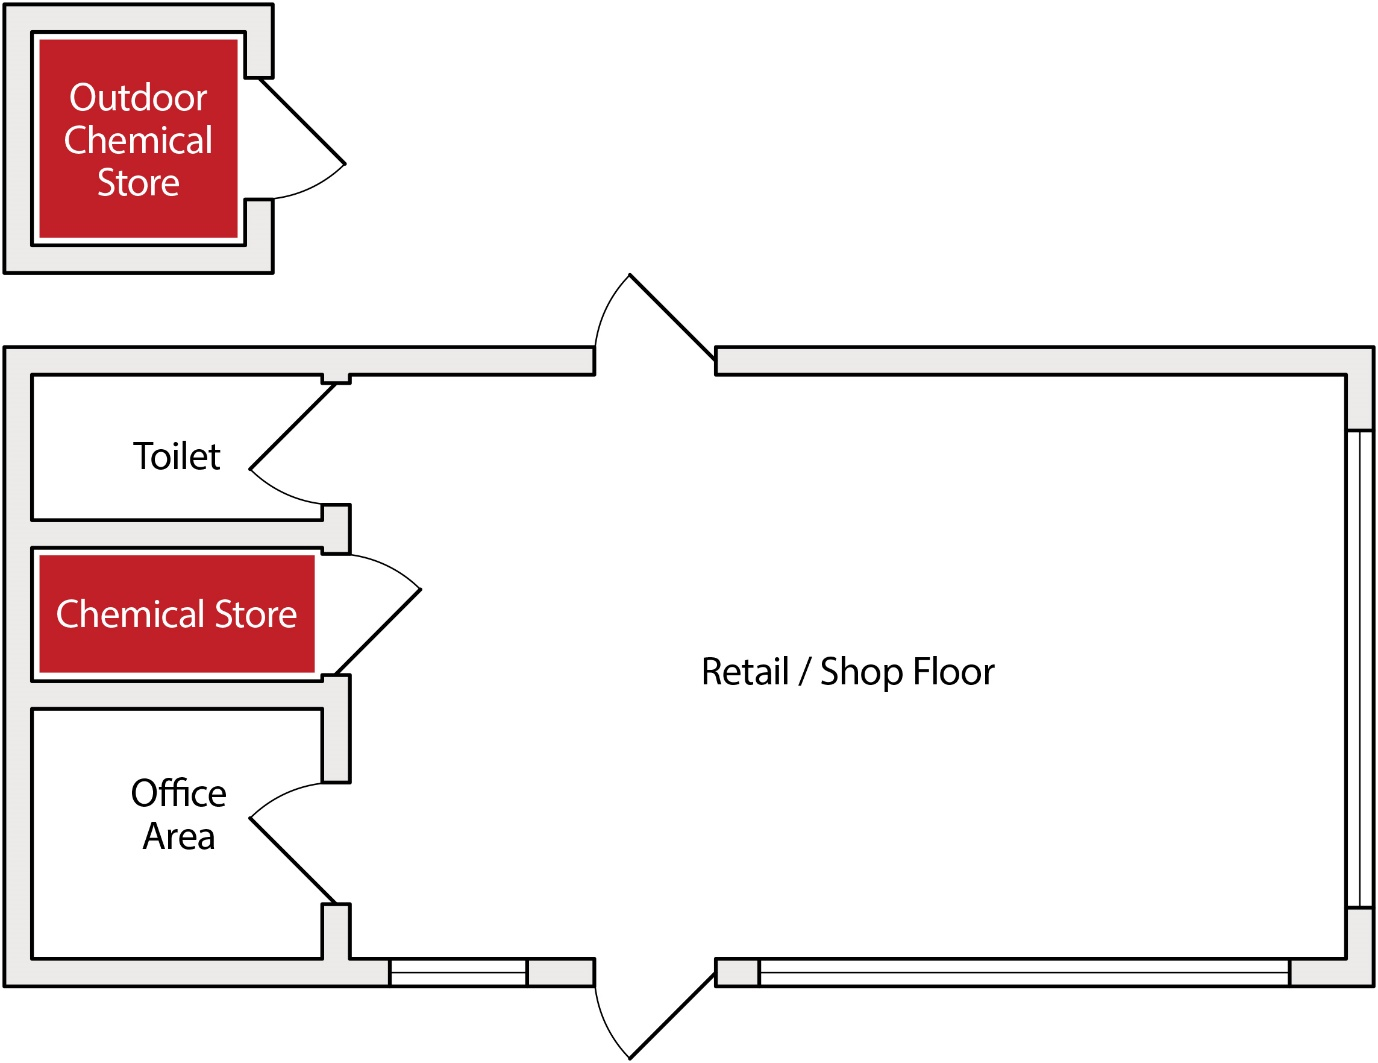 Outdoor
Chemical
Store
Toilet
Chemical Store
Retail / Shop Floor
Office
Area